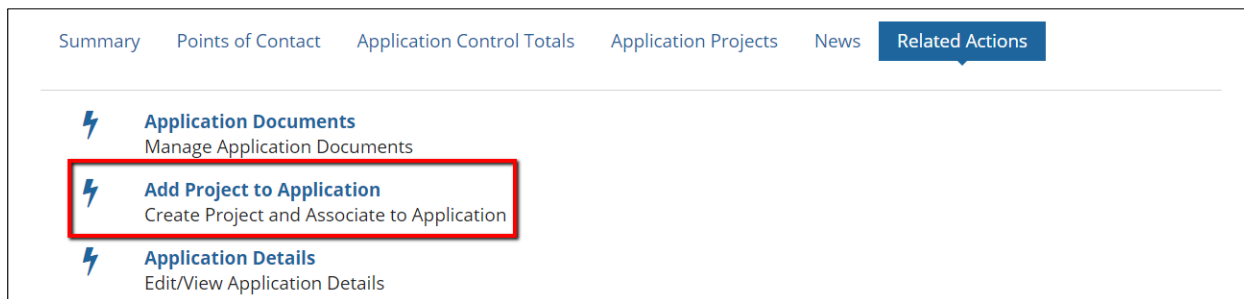 Summary Points of Contact Application Control Totals Application Projects News Related Actions
Application Documents
Manage Application Documents
Add Project to Application
Create Project and Associate to Application
Application Details
Edit/View Application Details